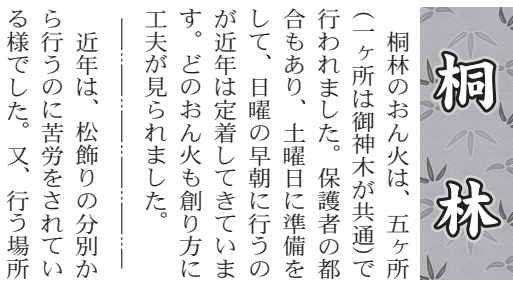 桐林
桐林のおん火は、五ヶ所
(一ヶ所は御神木が共通)で
行われました。保護者の都
合もあり、土曜日に準備を
して、日曜の早朝に行うの
が近年は定着してきていま
す。どのおん火も創り方に
工夫が見られました。
近年は、松飾りの分別か
ら行うのに苦労をされてい
る様でした。又、行う場所